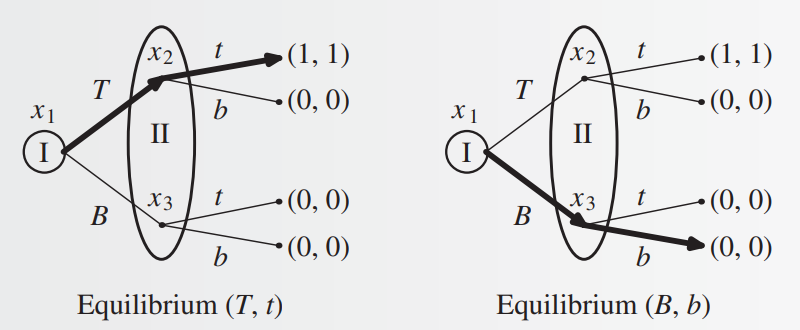 x2 t (1, 1)
T b (0, 0)
x1
I II
B x3 t (0, 0)
b (0, 0)
Equilibrium (T, t)
x2 t (1, 1)
T b (0, 0)
x1
I II
B x3 t (0, 0)
b (0, 0)
Equilibrium (B, b)